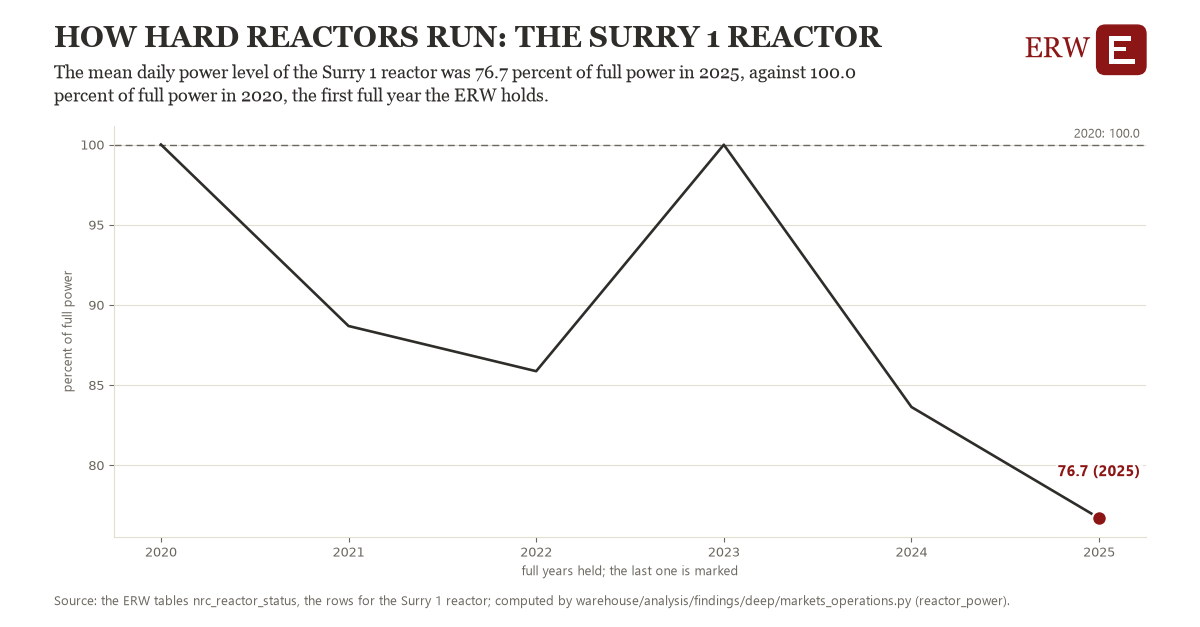 HOW HARD REACTORS RUN: THE SURRY 1 REACTOR
The mean daily power level of the Surry 1 reactor was 76.7 percent of full power in 2025, against 100.0
percent of full power in 2020, the first full year the ERW holds.
ERW E
2020: 100.0
100
95
90
85
80
percent of full power
76.7 (2025)
2020 2021 2022 2023 2024 2025
full years held; the last one is marked
Source: the ERW tables nrc_reactor_status, the rows for the Surry 1 reactor; computed by warehouse/analysis/findings/deep/markets_operations.py (reactor_power).